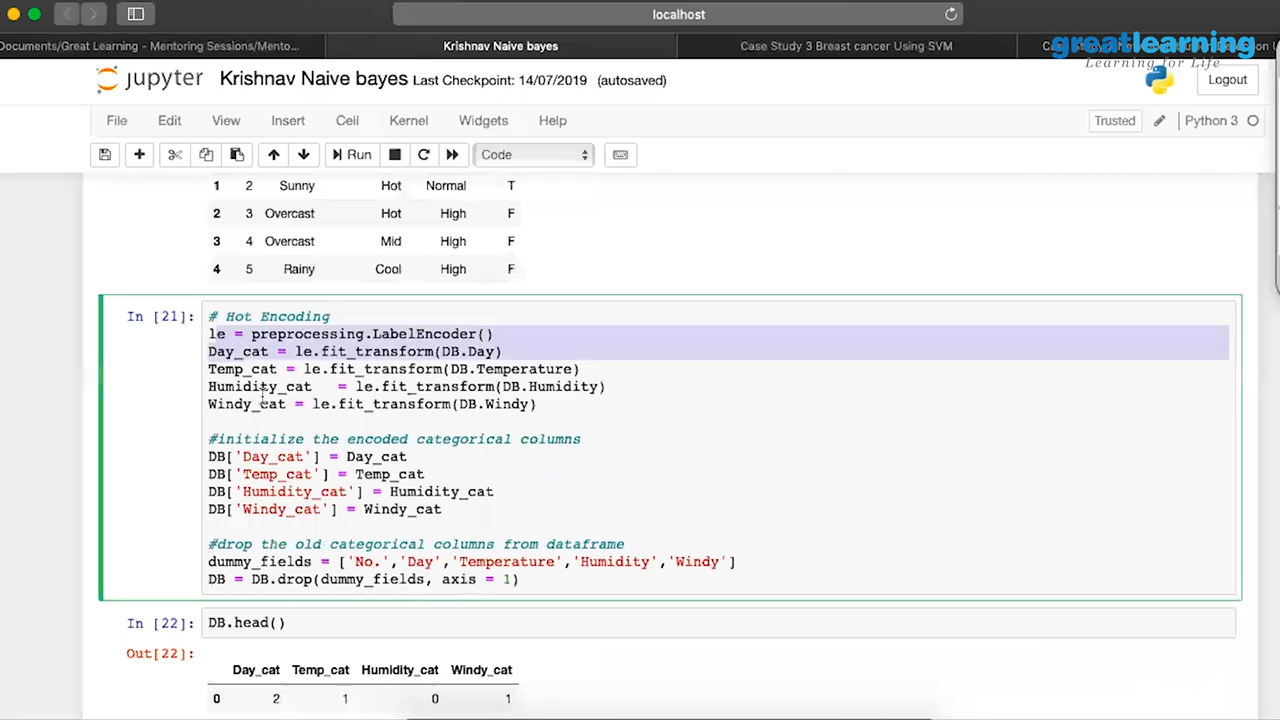 localhost
Documents/Great Learning - Mentoring Sessions/Mento... Krishnav Naive bayes Case Study 3 Breast cancer Using SVM
greatlearning
Learning for Life
jupyter Krishnav Naive bayes Last Checkpoint: 14/07/2019 (autosaved) Logout
File Edit View Insert Cell Kernel Widgets Help Trusted Python 3
Run Code
1 2 Sunny Hot Normal T
2 3 Overcast Hot High F
3 4 Overcast Mid High F
4 5 Rainy Cool High F
In [21]: # Hot Encoding
le = preprocessing.LabelEncoder()
Day_cat = le.fit_transform(DB.Day)
Temp_cat = le.fit_transform(DB.Temperature)
Humidity_cat   = le.fit_transform(DB.Humidity)
Windy_cat = le.fit_transform(DB.Windy)
#initialize the encoded categorical columns
DB['Day_cat'] = Day_cat
DB['Temp_cat'] = Temp_cat
DB['Humidity_cat'] = Humidity_cat
DB['Windy_cat'] = Windy_cat
#drop the old categorical columns from dataframe
dummy_fields = ['No.','Day','Temperature','Humidity','Windy']
DB = DB.drop(dummy_fields, axis = 1)
In [22]: DB.head()
Out[22]:
Day_cat Temp_cat Humidity_cat Windy_cat
0 2 1 0 1